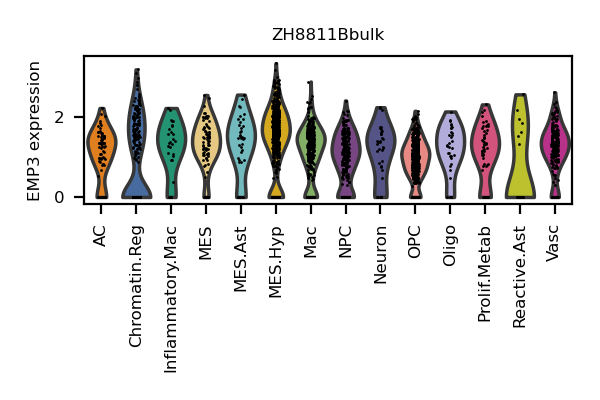 ZH8811Bbulk
EMP3 expression
2
0
AC
Chromatin.Reg
Inflammatory.Mac
MES
MES.Ast
MES.Hyp
Mac
NPC
Neuron
OPC
Oligo
Prolif.Metab
Reactive.Ast
Vasc